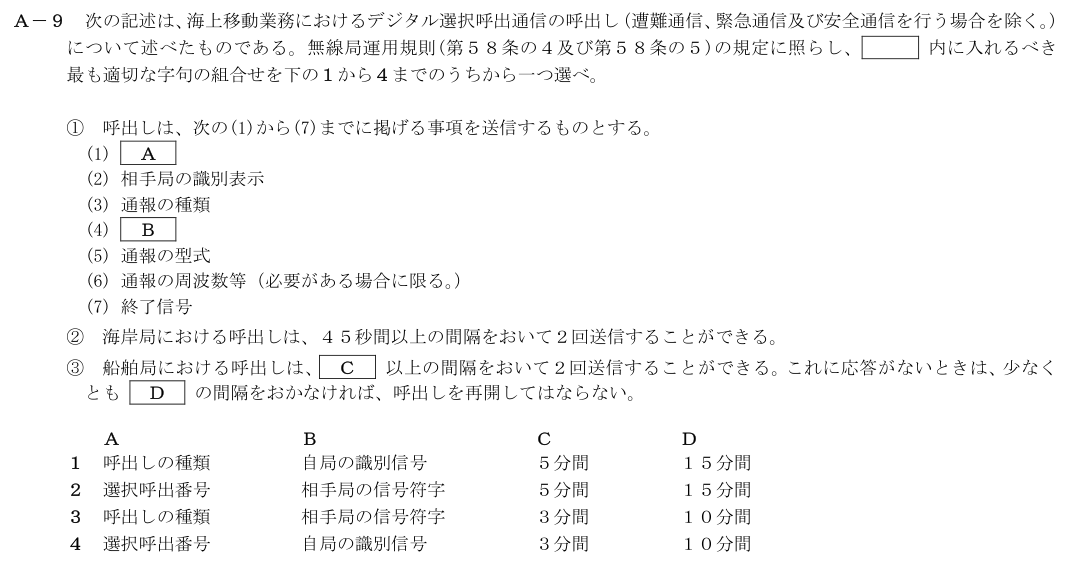 A－9　次の記述は、海上移動業務におけるデジタル選択呼出通信の呼出し（遭難通信、緊急通信及び安全通信を行う場合を除く。）
について述べたものである。無線局運用規則(第５８条の４及び第５８条の５)の規定に照らし、　　　内に入れるべき
最も適切な字句の組合せを下の１から４までのうちから一つ選べ。
①　呼出しは、次の(1)から(7)までに掲げる事項を送信するものとする。
(1)　A
(2)　相手局の識別表示
(3)　通報の種類
(4)　B
(5)　通報の型式
(6)　通報の周波数等（必要がある場合に限る。）
(7)　終了信号
②　海岸局における呼出しは、４５秒間以上の間隔をおいて２回送信することができる。
③　船舶局における呼出しは、 C 以上の間隔をおいて２回送信することができる。これに応答がないときは、少なく
とも D の間隔をおかなければ、呼出しを再開してはならない。
A　B　C　D
1　呼出しの種類　自局の識別信号　５分間　１５分間
2　選択呼出番号　相手局の信号符字　５分間　１５分間
3　呼出しの種類　相手局の信号符字　３分間　１０分間
4　選択呼出番号　自局の識別信号　３分間　１０分間